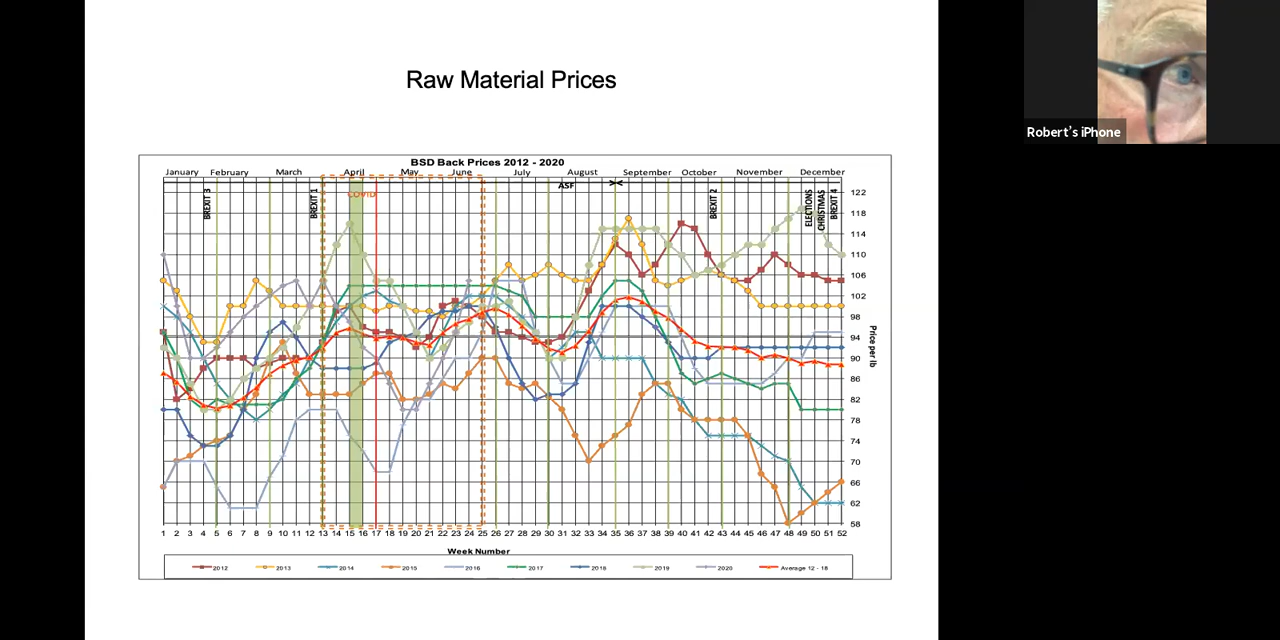 Raw Material Prices
Robert's iPhone
BSD Back Prices 2012 - 2020
January February March April May June July August September October November December
ASF
COVID
BREXIT 3
BREXIT 1
BREXIT 2
ELECTIONS
CHRISTMAS
BREXIT 4
122
118
114
110
106
102
98
94
90
86
82
78
74
70
66
62
58
Price per lb
1 2 3 4 5 6 7 8 9 10 11 12 13 14 15 16 17 18 19 20 21 22 23 24 25 26 27 28 29 30 31 32 33 34 35 36 37 38 39 40 41 42 43 44 45 46 47 48 49 50 51 52
Week Number
2012 2013 2014 2015 2016 2017 2018 2019 2020 Average 12 - 18